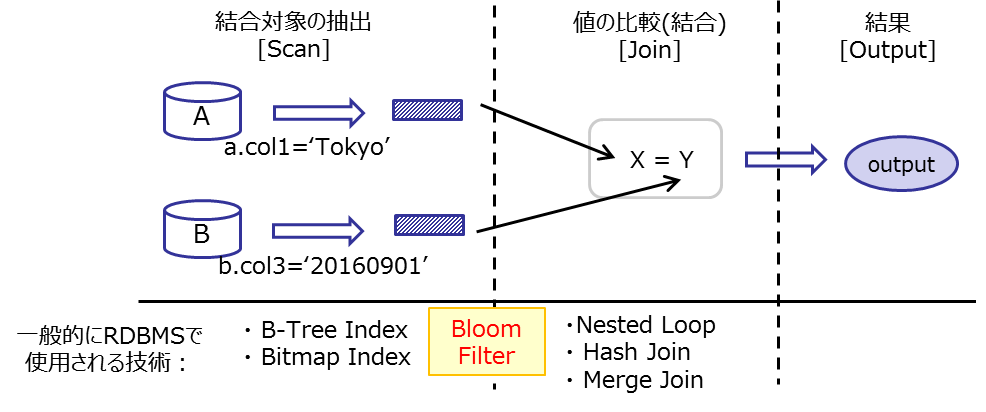 結合対象の抽出
[Scan]
値の比較(結合)
[Join]
結果
[Output]
A
a.col1=‘Tokyo’
B
b.col3=‘20160901’
X = Y
output
一般的にRDBMSで
使用される技術：
・B-Tree Index
・Bitmap Index
Bloom
Filter
・Nested Loop
・Hash Join
・Merge Join